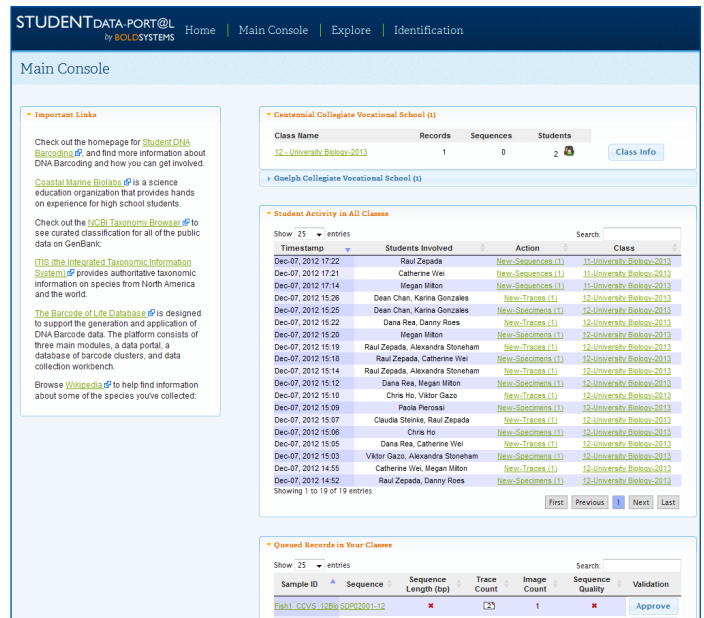 STUDENTDATA-PORT@L
by BOLDSYSTEMS
Home | Main Console | Explore | Identification
Main Console
Important Links
Check out the homepage for Student DNA
Barcoding, and find more information about
DNA Barcoding and how you can get involved.
Coastal Marine Biolabs is a science
education organization that provides hands
on experience for high school students.
Check out the NCBI Taxonomy Browser to
see curated classification for all of the public
data on GenBank:
ITIS (the Integrated Taxonomic Information
System) provides authoritative taxonomic
information on species from North America
and the world.
The Barcode of Life Database is designed
to support the generation and application of
DNA Barcode data. The platform consists of
three main modules, a data portal, a
database of barcode clusters, and data
collection workbench.
Browse Wikipedia to help find information
about some of the species you've collected:
Centennial Collegiate Vocational School (1)
Class Name Records Sequences Students
12 - University Biology-2013 1 0 2 Class Info
Guelph Collegiate Vocational School (1)
Student Activity in All Classes
Show 25 entries Search:
Timestamp Students Involved Action Class
Dec-07, 2012 17:22 Raul Zepada New-Sequences (1) 11-University Biology-2013
Dec-07, 2012 17:21 Catherine Wei New-Sequences (1) 11-University Biology-2013
Dec-07, 2012 17:14 Megan Milton New-Sequences (1) 11-University Biology-2013
Dec-07, 2012 15:26 Dean Chan, Karina Gonzales New-Traces (1) 12-University Biology-2013
Dec-07, 2012 15:25 Dean Chan, Karina Gonzales New-Specimens (1) 12-University Biology-2013
Dec-07, 2012 15:22 Dana Rea, Danny Roes New-Traces (1) 12-University Biology-2013
Dec-07, 2012 15:20 Megan Milton New-Specimens (1) 12-University Biology-2013
Dec-07, 2012 15:19 Raul Zepada, Alexandra Stoneham New-Traces (1) 12-University Biology-2013
Dec-07, 2012 15:18 Raul Zepada, Catherine Wei New-Specimens (1) 12-University Biology-2013
Dec-07, 2012 15:14 Raul Zepada, Alexandra Stoneham New-Specimens (1) 12-University Biology-2013
Dec-07, 2012 15:12 Dana Rea, Megan Milton New-Specimens (1) 12-University Biology-2013
Dec-07, 2012 15:10 Chris Ho, Viktor Gazo New-Traces (1) 12-University Biology-2013
Dec-07, 2012 15:09 Paola Pierossi New-Specimens (1) 12-University Biology-2013
Dec-07, 2012 15:07 Claudia Steinke, Raul Zepada New-Specimens (1) 12-University Biology-2013
Dec-07, 2012 15:06 Chris Ho New-Specimens (1) 12-University Biology-2013
Dec-07, 2012 15:05 Dana Rea, Catherine Wei New-Traces (1) 12-University Biology-2013
Dec-07, 2012 15:03 Viktor Gazo, Alexandra Stoneham New-Specimens (1) 12-University Biology-2013
Dec-07, 2012 14:55 Catherine Wei, Megan Milton New-Traces (1) 12-University Biology-2013
Dec-07, 2012 14:52 Raul Zepada, Danny Roes New-Specimens (1) 12-University Biology-2013
Showing 1 to 19 of 19 entries
First Previous 1 Next Last
Queued Records in Your Classes
Show 25 entries Search:
Sample ID Sequence Sequence Length (bp) Trace Count Image Count Sequence Quality Validation
Fish1_CCVS_12Bio SDP02001-12 2 1 Approve